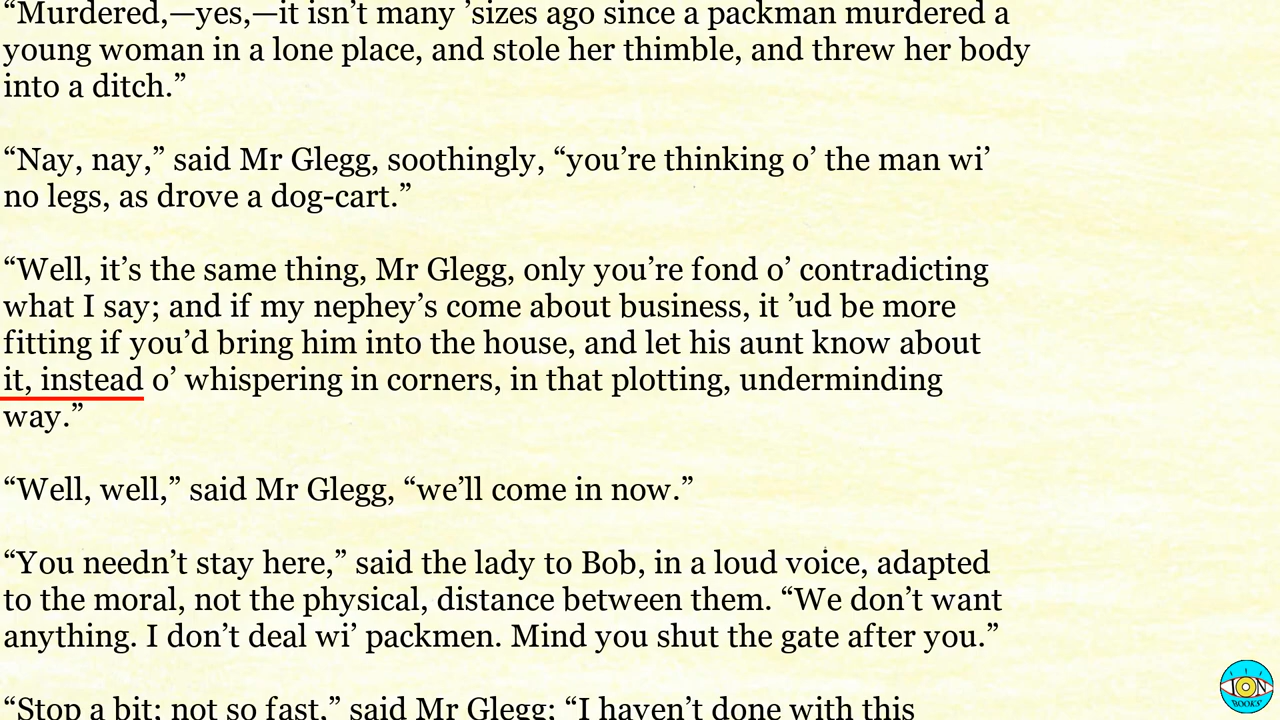 “Murdered,—yes,—it isn’t many ’sizes ago since a packman murdered a
young woman in a lone place, and stole her thimble, and threw her body
into a ditch.”
“Nay, nay,” said Mr Glegg, soothingly, “you’re thinking o’ the man wi’
no legs, as drove a dog-cart.”
“Well, it’s the same thing, Mr Glegg, only you’re fond o’ contradicting
what I say; and if my nephey’s come about business, it ’ud be more
fitting if you’d bring him into the house, and let his aunt know about
it, instead o’ whispering in corners, in that plotting, underminding
way.”
“Well, well,” said Mr Glegg, “we’ll come in now.”
“You needn’t stay here,” said the lady to Bob, in a loud voice, adapted
to the moral, not the physical, distance between them. “We don’t want
anything. I don’t deal wi’ packmen. Mind you shut the gate after you.”
“Stop a bit; not so fast,” said Mr Glegg; “I haven’t done with this
I
ION
BOOKS